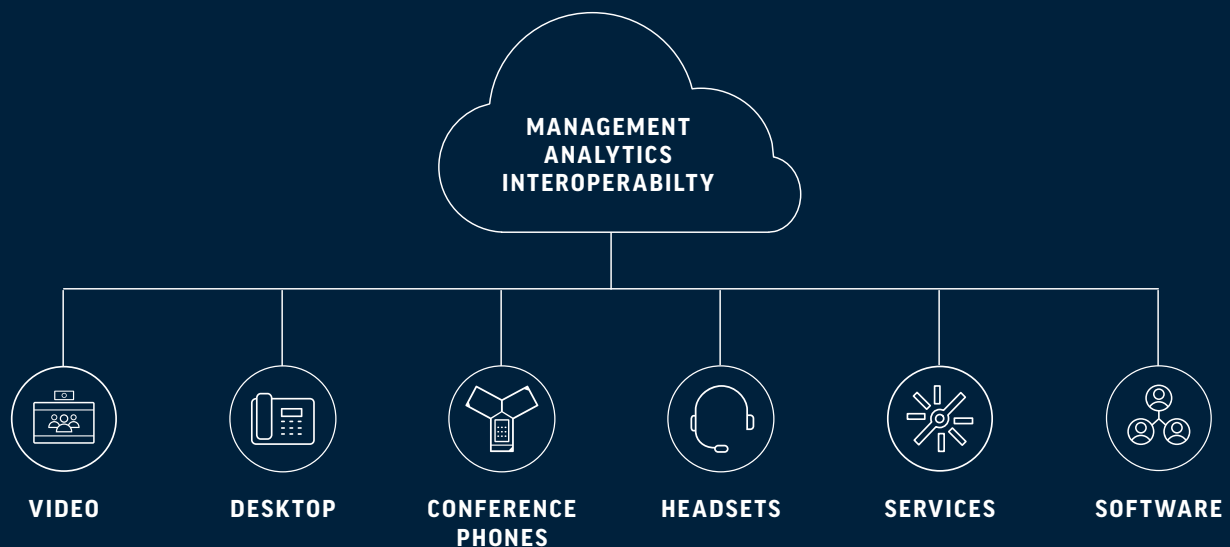 MANAGEMENT
ANALYTICS
INTEROPERABILTY
VIDEO
DESKTOP
CONFERENCE
PHONES
HEADSETS
SERVICES
SOFTWARE